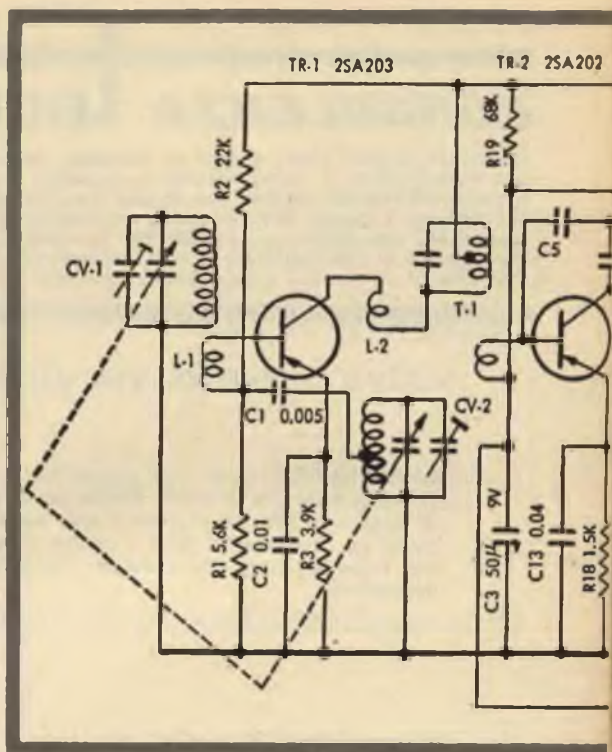 TR-1 2SA203
TR-2 2SA202
R2 22K
R19 68K
CV-1
C5
T-1
L-2
L-1
C1 0.005
CV-2
R1 5.6K
C2 0.01
R3 3.9K
C3 50/ 9V
C13 0.04
R18 1.5K